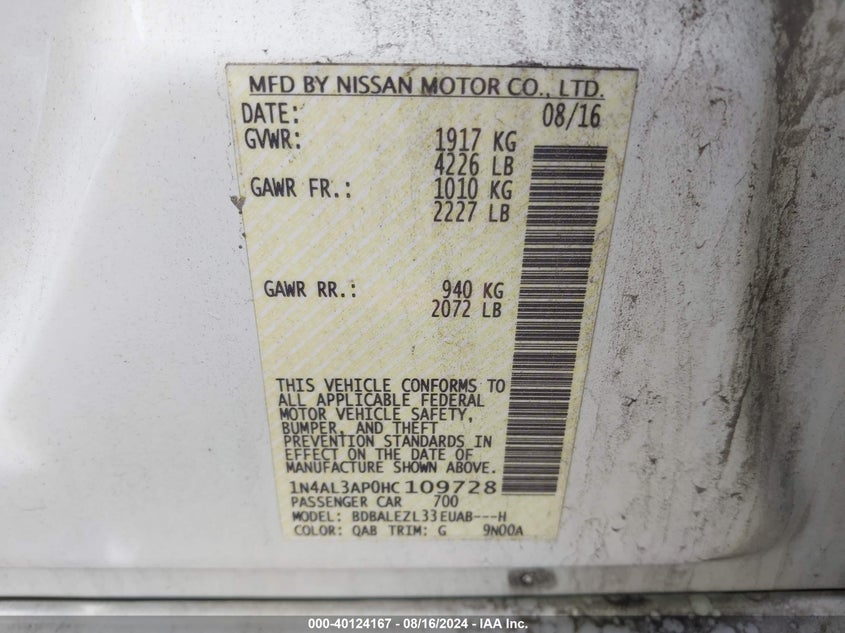 MFD BY NISSAN MOTOR CO., LTD.
DATE: 08/16
GVWR: 1917 KG
4226 LB
GAWR FR.: 1010 KG
2227 LB
GAWR RR.: 940 KG
2072 LB
THIS VEHICLE CONFORMS TO
ALL APPLICABLE FEDERAL
MOTOR VEHICLE SAFETY,
BUMPER, AND THEFT
PREVENTION STANDARDS IN
EFFECT ON THE DATE OF
MANUFACTURE SHOWN ABOVE.
1N4AL3AP0HC109728
PASSENGER CAR 700
MODEL: BDBALEZL33EUAB---H
COLOR: QAB TRIM: G 9N00A
000-40124167 - 08/16/2024 - IAA Inc.